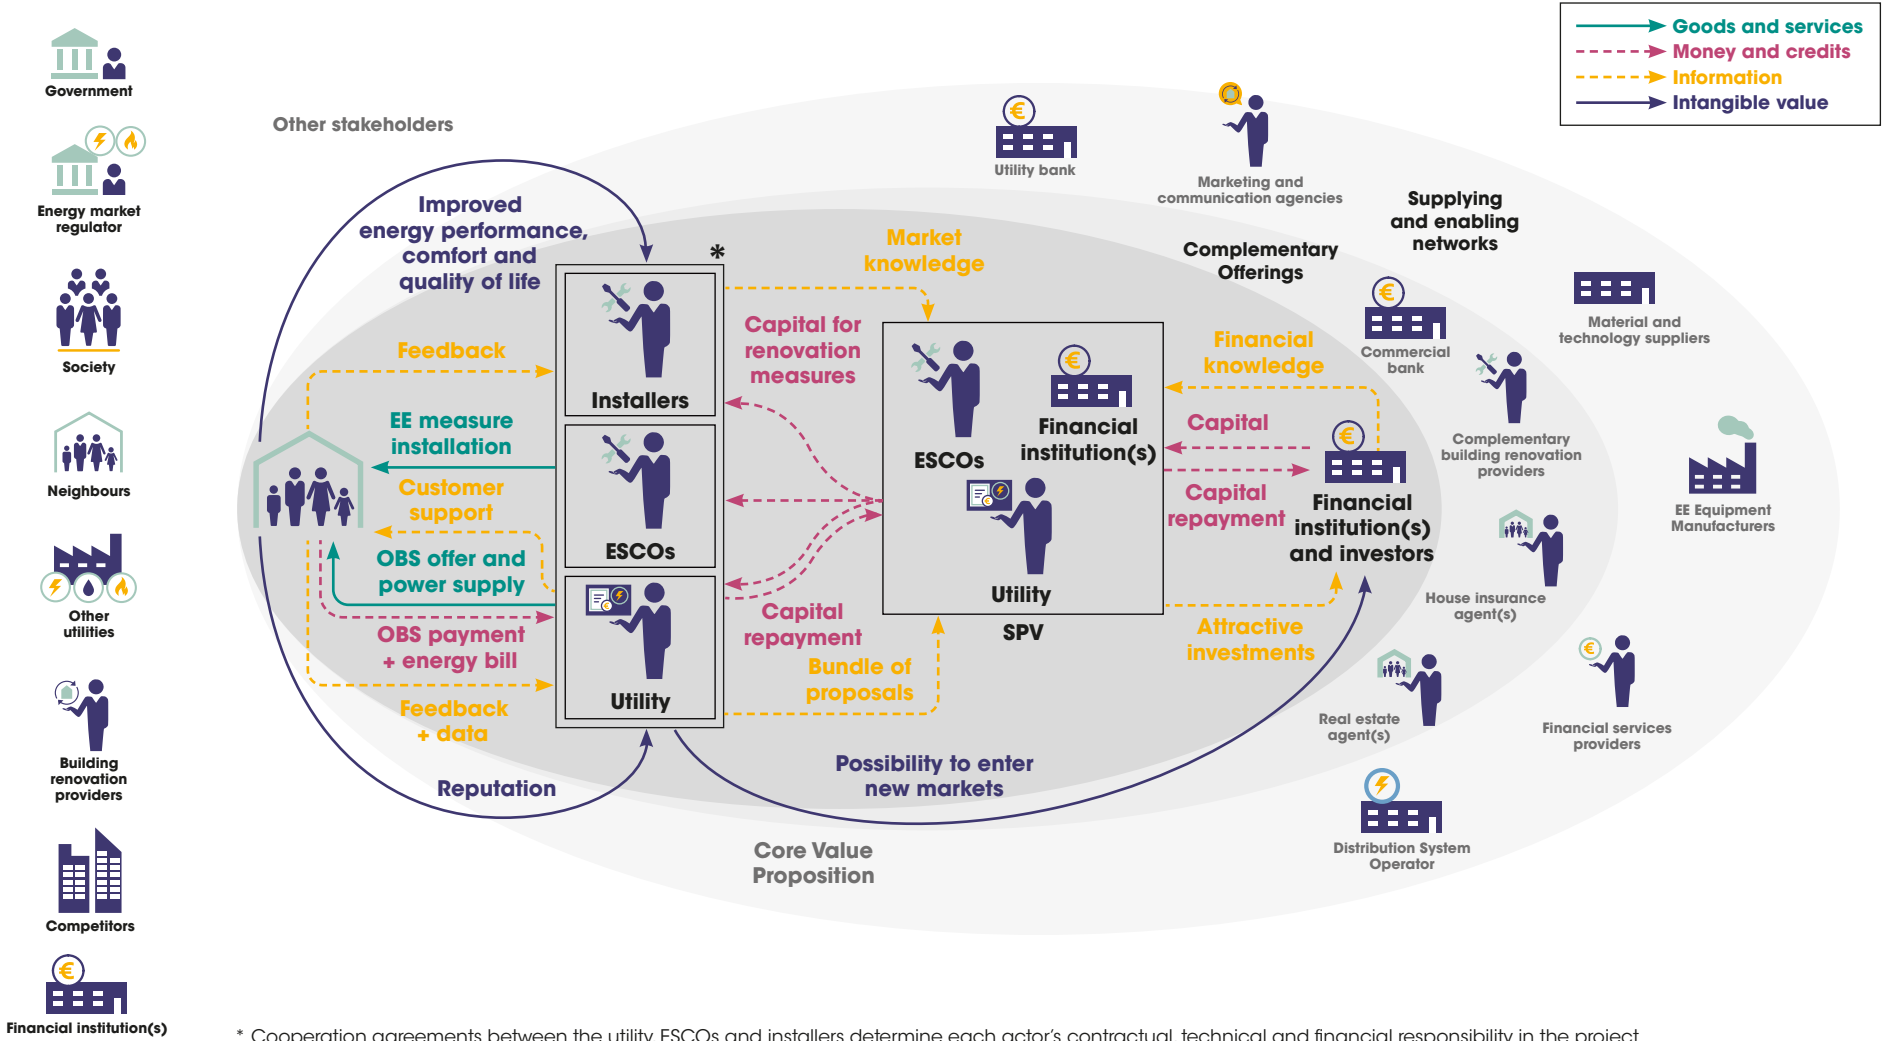 Goods and services
Money and credits
Information
Intangible value
Government
Energy market
regulator
Society
Neighbours
Other
utilities
Building
renovation
providers
Competitors
Financial institution(s)
Other stakeholders
Improved
energy performance,
comfort and
quality of life
*
Feedback
EE measure
installation
Customer
support
OBS offer and
power supply
OBS payment
+ energy bill
Feedback
+ data
Reputation
Installers
ESCOs
Utility
Market
knowledge
Capital for
renovation
measures
Capital
repayment
Bundle of
proposals
ESCOs
Financial
institution(s)
Utility
SPV
Financial
knowledge
Capital
Capital
repayment
Attractive
investments
Financial
institution(s)
and investors
Possibility to enter
new markets
Core Value
Proposition
Complementary
Offerings
Supplying
and enabling
networks
Utility bank
Marketing and
communication agencies
Commercial
bank
Material and
technology suppliers
Complementary
building renovation
providers
EE Equipment
Manufacturers
House insurance
agent(s)
Real estate
agent(s)
Financial services
providers
Distribution System
Operator
* Cooperation agreements between the utility, ESCOs and installers determine each actor's contractual, technical and financial responsibility in the project